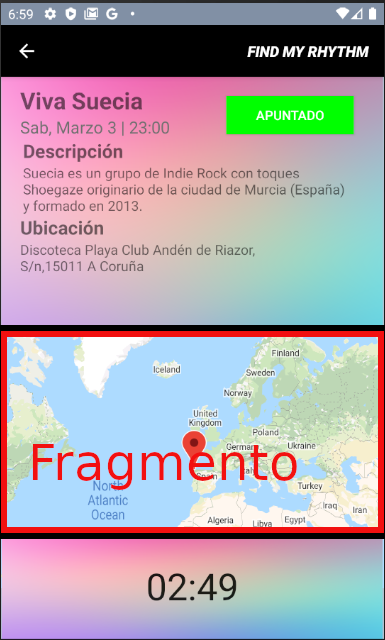 6:59
FIND MY RHYTHM
Viva Suecia
Sab, Marzo 3 | 23:00
APUNTADO
Descripción
Suecia es un grupo de Indie Rock con toques
Shoegaze originario de la ciudad de Murcia (España)
y formado en 2013.
Ubicación
Discoteca Playa Club Andén de Riazor,
S/n,15011 A Coruña
Finland
Iceland
Sweden
Norway
United
Kingdom
Poland
Germany
Ukraine
Fragmento
Spain
North
Atlantic
Ocean
Turkey
Iraq
Iran
Algeria
Libya
Egypt
02:49